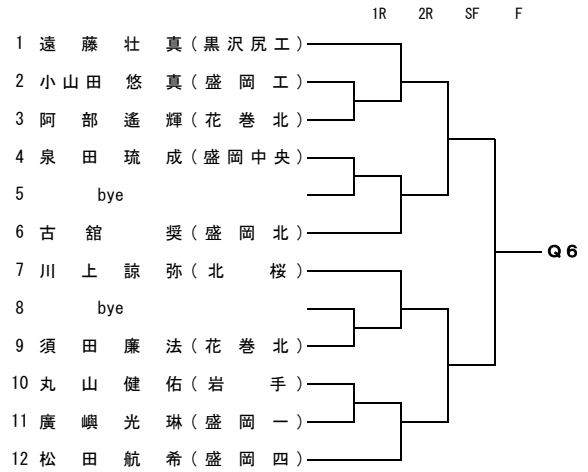 1R 2R SF F
1 遠藤壮真(黒沢尻工)
2 小山田悠真(盛岡工)
3 阿部遙輝(花巻北)
4 泉田琉成(盛岡中央)
5 bye
6 古舘奨(盛岡北)
Q6
7 川上諒弥(北桜)
8 bye
9 須田廉法(花巻北)
10 丸山健佑(岩手)
11 廣嶼光琳(盛岡一)
12 松田航希(盛岡四)